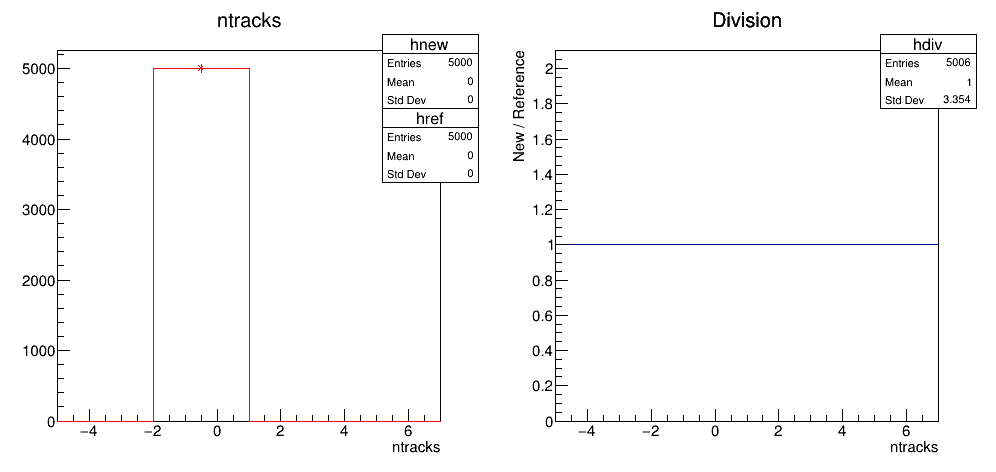 ntracks
hnew
Entries 5000
Mean 0
Std Dev 0
href
Entries 5000
Mean 0
Std Dev 0
5000
4000
3000
2000
1000
0
−4 −2 0 2 4 6
ntracks
Division
hdiv
Entries 5006
Mean 1
Std Dev 3.354
New / Reference
2
1.8
1.6
1.4
1.2
1
0.8
0.6
0.4
0.2
0
−4 −2 0 2 4 6
ntracks